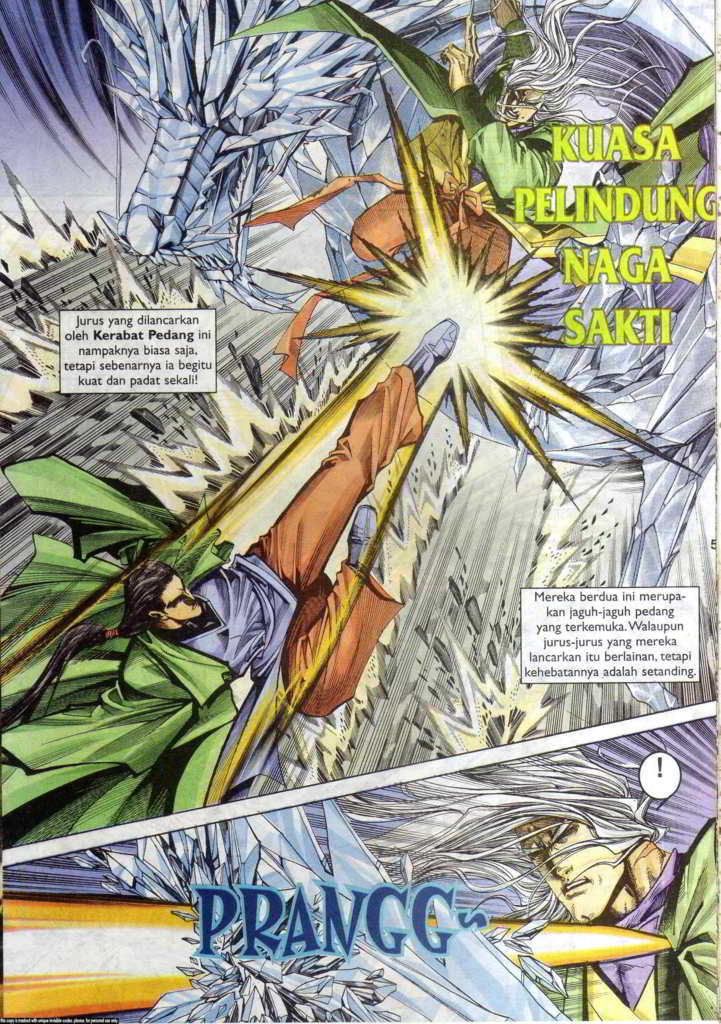 KUASA
PELINDUNG
NAGA
SAKTI
Jurus yang dilancarkan
oleh Kerabat Pedang ini
nampaknya biasa saja,
tetapi sebenarnya ia begitu
kuat dan padat sekali!
5
Mereka berdua ini merupa-
kan jaguh-jaguh pedang
yang terkemuka. Walaupun
jurus-jurus yang mereka
lancarkan itu berlainan, tetapi
kehebatannya adalah setanding.
!
PRANGG~